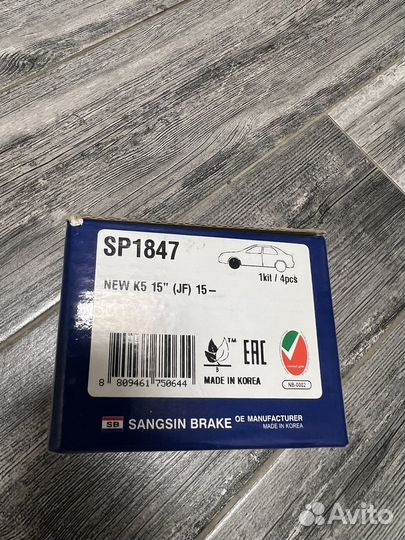 SP1847
1kit / 4pcs
NEW K5 15" (JF) 15–
TM
B
EAC
8 809461 750644
MADE IN KOREA
NB-0002
SB SANGSIN BRAKE OE MANUFACTURER
MADE IN KOREA
Avito